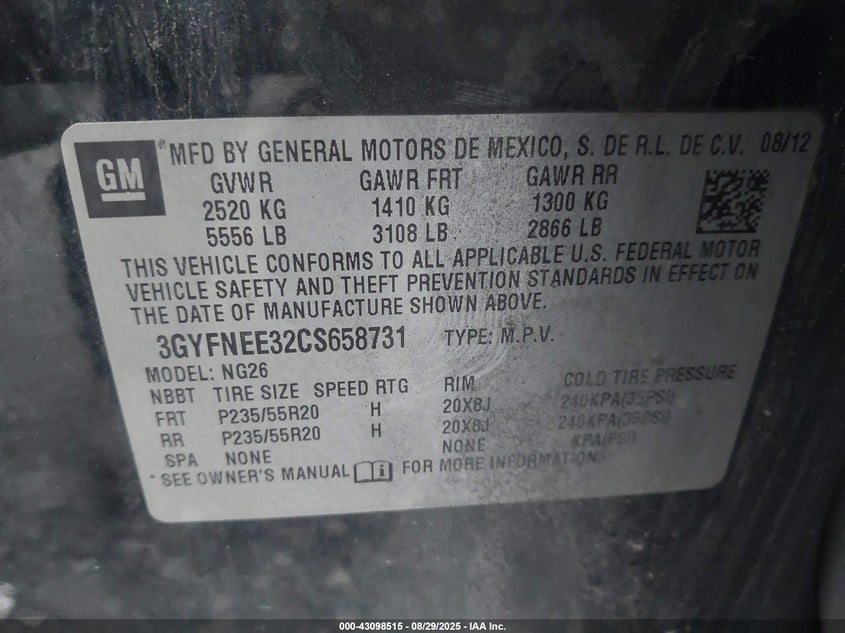 GM
® MFD BY GENERAL MOTORS DE MEXICO, S. DE R.L. DE C.V. 08/12
GVWR GAWR FRT GAWR RR
2520 KG 1410 KG 1300 KG
5556 LB 3108 LB 2866 LB
THIS VEHICLE CONFORMS TO ALL APPLICABLE U.S. FEDERAL MOTOR
VEHICLE SAFETY AND THEFT PREVENTION STANDARDS IN EFFECT ON
THE DATE OF MANUFACTURE SHOWN ABOVE.
3GYFNEE32CS658731 TYPE: M.P.V.
MODEL: NG26
NBBT TIRE SIZE SPEED RTG RIM COLD TIRE PRESSURE
FRT P235/55R20 H 20X8J 240KPA(35PSI)
RR P235/55R20 H 20X8J 240KPA(35PSI)
SPA NONE NONE KPA(PSI)
*SEE OWNER'S MANUAL FOR MORE INFORMATION.
000-43098515 - 08/29/2025 - IAA Inc.